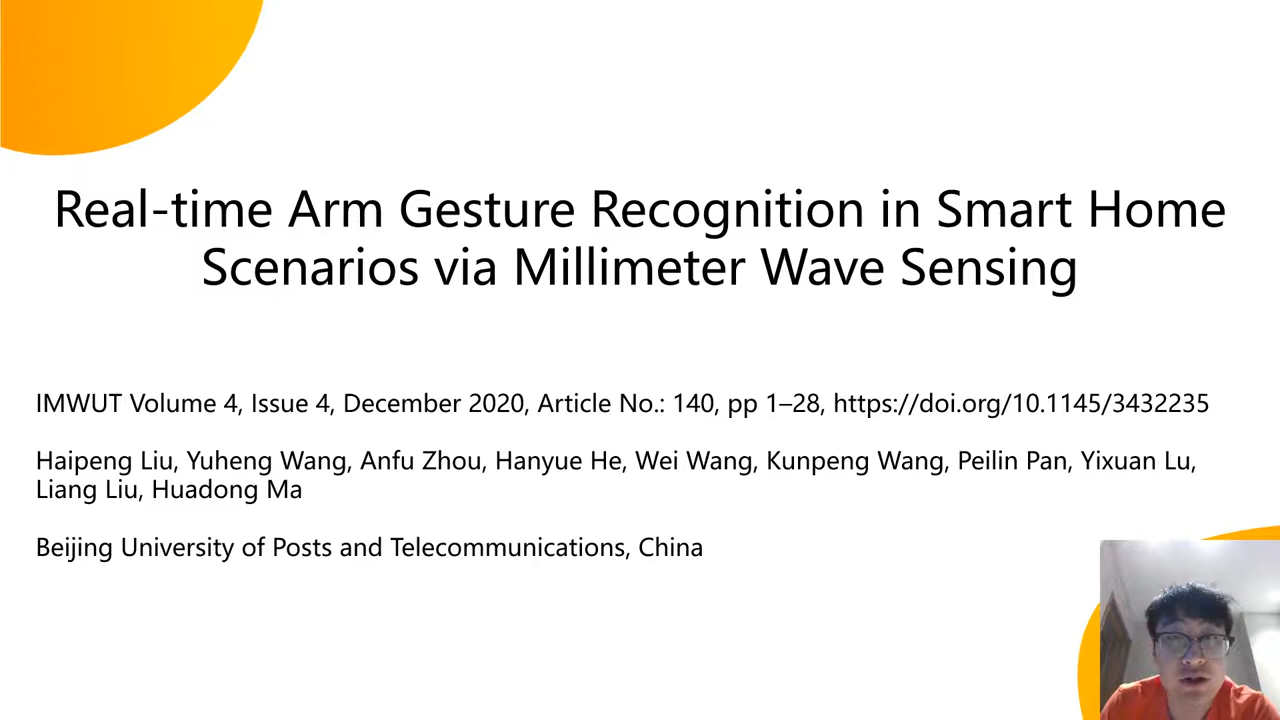 Real-time Arm Gesture Recognition in Smart Home
Scenarios via Millimeter Wave Sensing
IMWUT Volume 4, Issue 4, December 2020, Article No.: 140, pp 1–28, https://doi.org/10.1145/3432235
Haipeng Liu, Yuheng Wang, Anfu Zhou, Hanyue He, Wei Wang, Kunpeng Wang, Peilin Pan, Yixuan Lu,
Liang Liu, Huadong Ma
Beijing University of Posts and Telecommunications, China